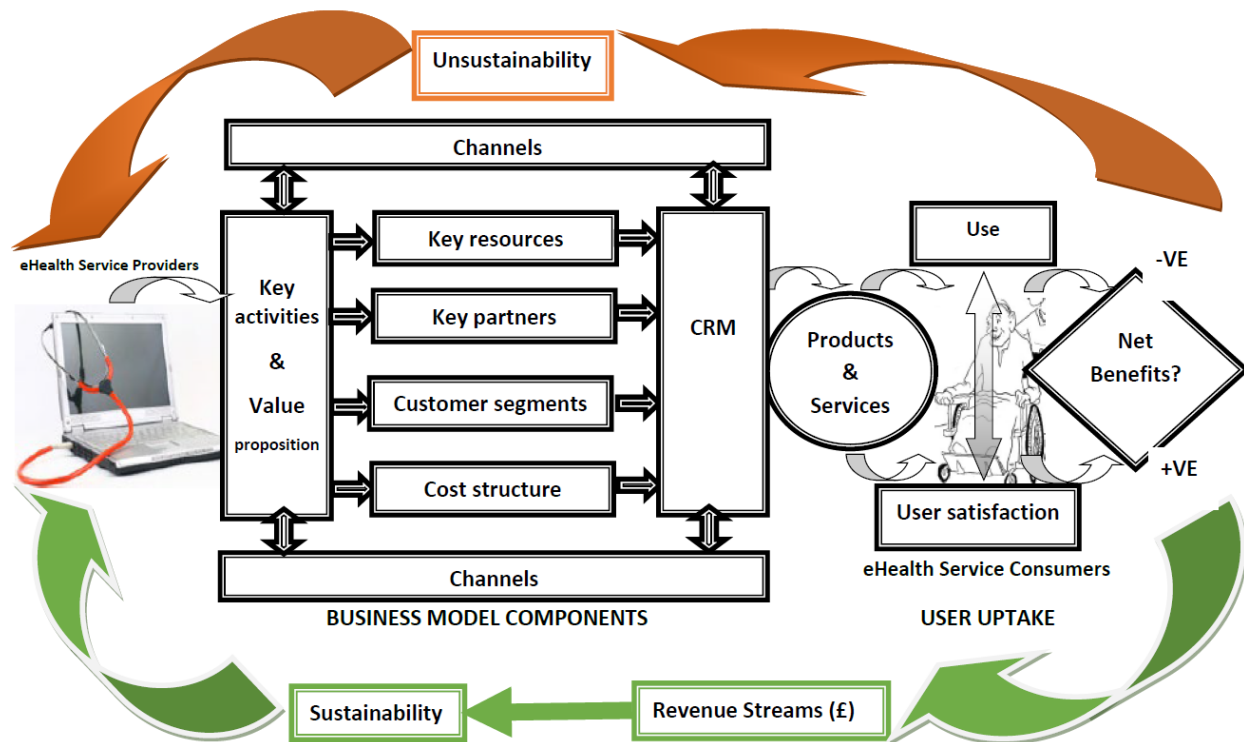 Unsustainability
Channels
eHealth Service Providers
Key
activities
&
Value
proposition
Key resources
Key partners
Customer segments
Cost structure
CRM
Products
&
Services
Use
User satisfaction
eHealth Service Consumers
-VE
Net
Benefits?
+VE
Channels
BUSINESS MODEL COMPONENTS
USER UPTAKE
Sustainability
Revenue Streams (£)